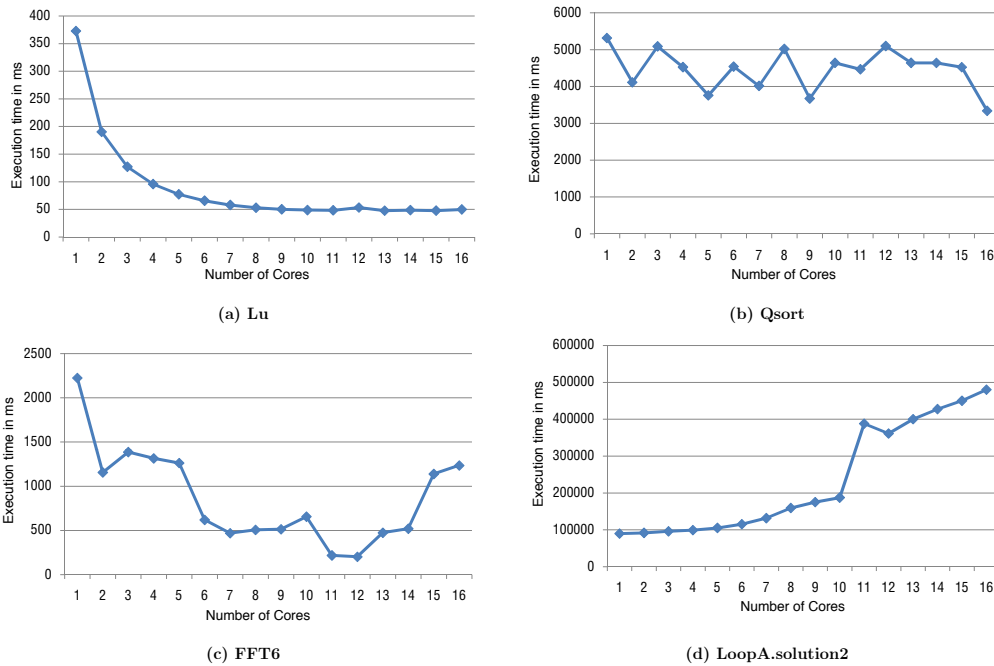 400
350
300
250
200
150
100
50
0
Execution time in ms
1 2 3 4 5 6 7 8 9 10 11 12 13 14 15 16
Number of Cores
(a) Lu
6000
5000
4000
3000
2000
1000
0
Execution time in ms
1 2 3 4 5 6 7 8 9 10 11 12 13 14 15 16
Number of Cores
(b) Qsort
2500
2000
1500
1000
500
0
Execution time in ms
1 2 3 4 5 6 7 8 9 10 11 12 13 14 15 16
Number of Cores
(c) FFT6
600000
500000
400000
300000
200000
100000
0
Execution time in ms
1 2 3 4 5 6 7 8 9 10 11 12 13 14 15 16
Number of Cores
(d) LoopA.solution2